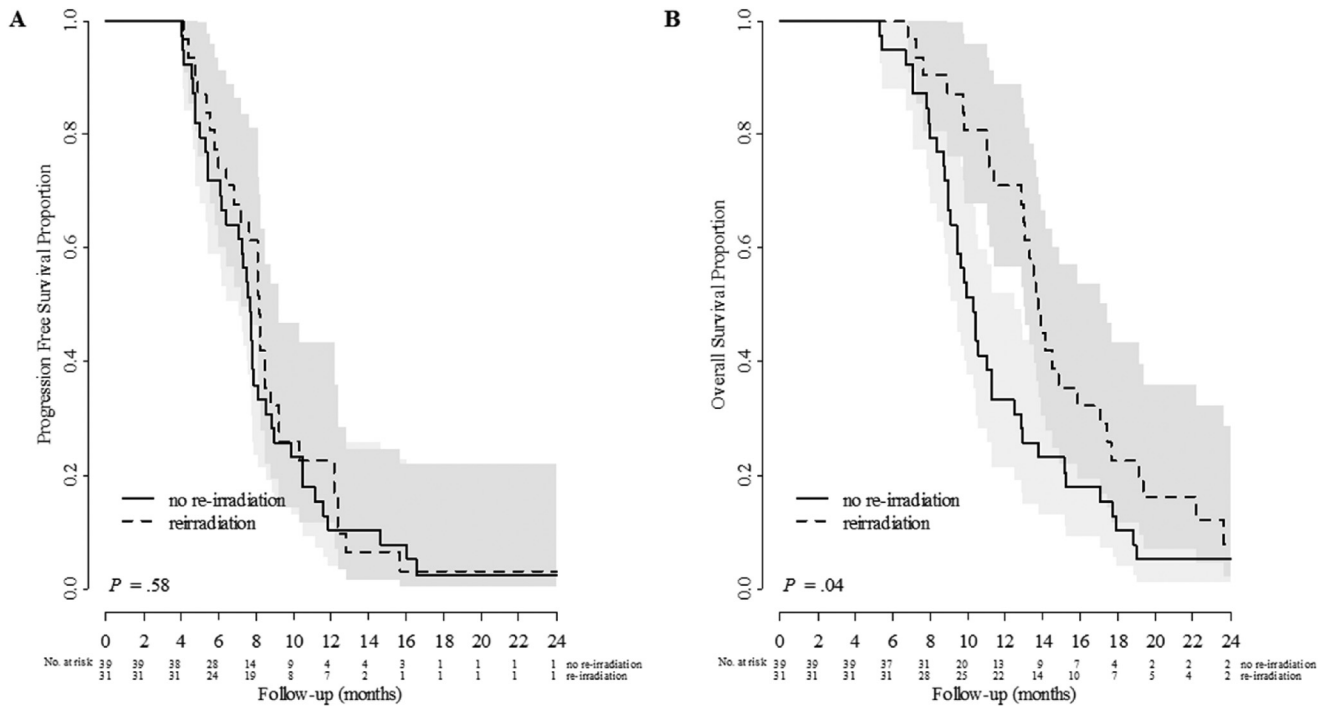 A
Progression Free Survival Proportion
1.0
0.8
0.6
0.4
0.2
0.0
no re-irradiation
reirradiation
P = .58
0 2 4 6 8 10 12 14 16 18 20 22 24
No. at risk 39 39 38 28 14 9 4 4 3 1 1 1 1 no re-irradiation
31 31 31 24 19 8 7 2 1 1 1 1 1 re-irradiation
Follow-up (months)
B
Overall Survival Proportion
1.0
0.8
0.6
0.4
0.2
0.0
no re-irradiation
reirradiation
P = .04
0 2 4 6 8 10 12 14 16 18 20 22 24
No. at risk 39 39 39 37 31 20 13 9 7 4 2 2 2 no re-irradiation
31 31 31 31 28 25 22 14 10 7 5 4 2 re-irradiation
Follow-up (months)